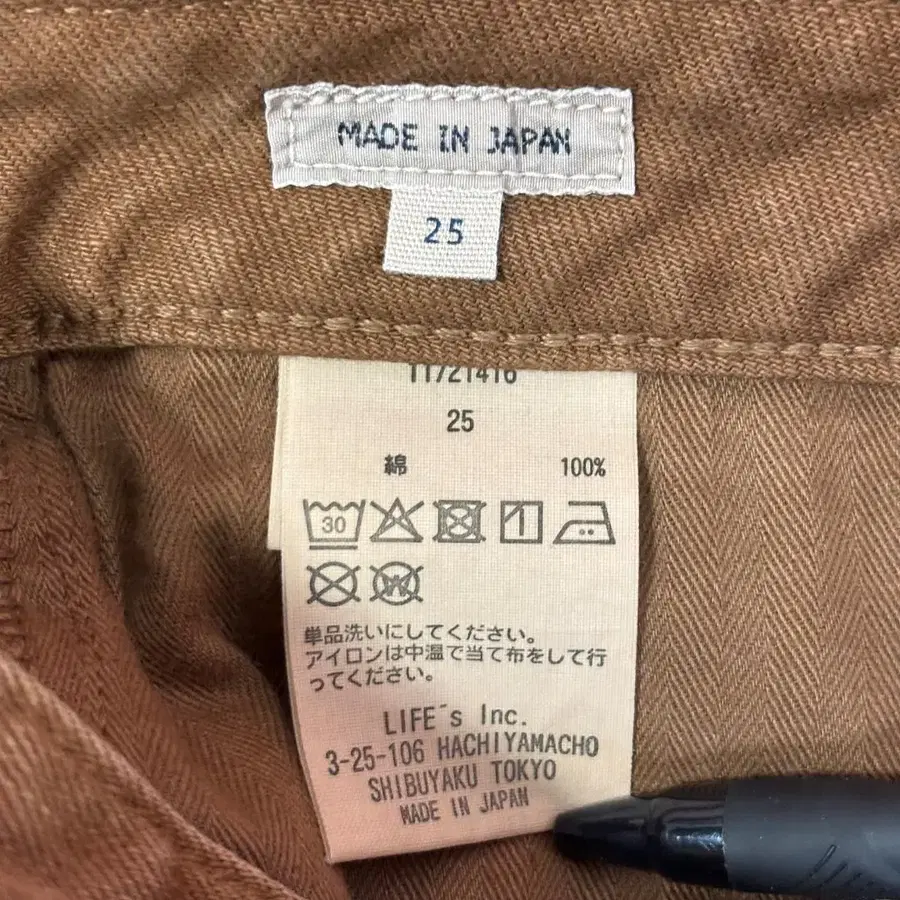 MADE IN JAPAN
25
11721416
25
綿 100%
30
単品洗いにしてください。
アイロンは中温で当て布をして行
ってください。
LIFE´s Inc.
3-25-106 HACHIYAMACHO
SHIBUYAKU TOKYO
MADE IN JAPAN